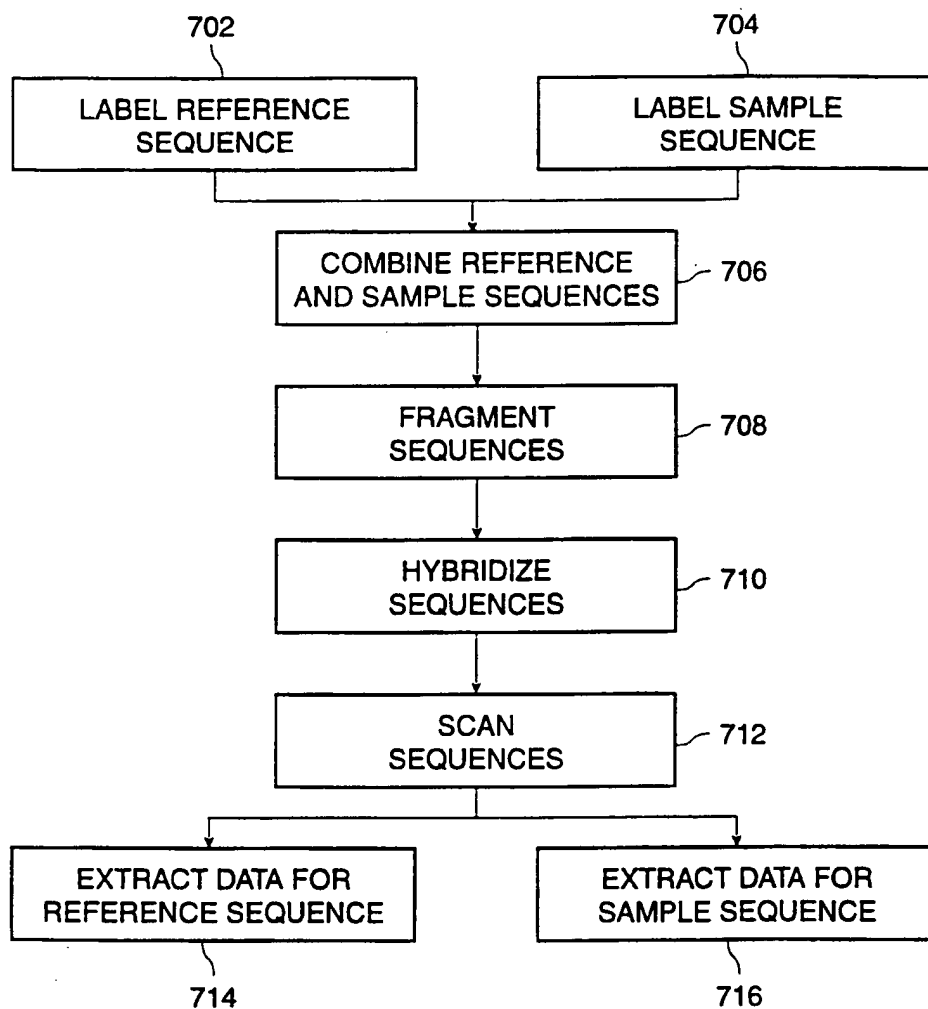 702
704
LABEL REFERENCE
SEQUENCE
LABEL SAMPLE
SEQUENCE
COMBINE REFERENCE
AND SAMPLE SEQUENCES
706
FRAGMENT
SEQUENCES
708
HYBRIDIZE
SEQUENCES
710
SCAN
SEQUENCES
712
EXTRACT DATA FOR
REFERENCE SEQUENCE
EXTRACT DATA FOR
SAMPLE SEQUENCE
714
716